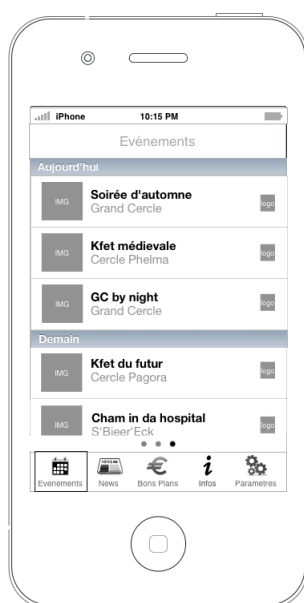 iPhone 10:15 PM
Evénements
Aujourd'hui
IMG Soirée d'automne logo
Grand Cercle
IMG Kfet médievale logo
Cercle Phelma
IMG GC by night logo
Grand Cercle
Demain
IMG Kfet du futur logo
Cercle Pagora
IMG Cham in da hospital logo
S'Bieer'Eck
Evenements News Bons Plans Infos Parametres